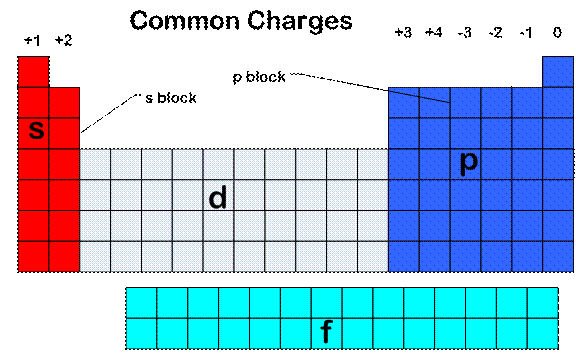 Common Charges
+1 +2 +3 +4 -3 -2 -1 0
p block
s block
s
p
d
f